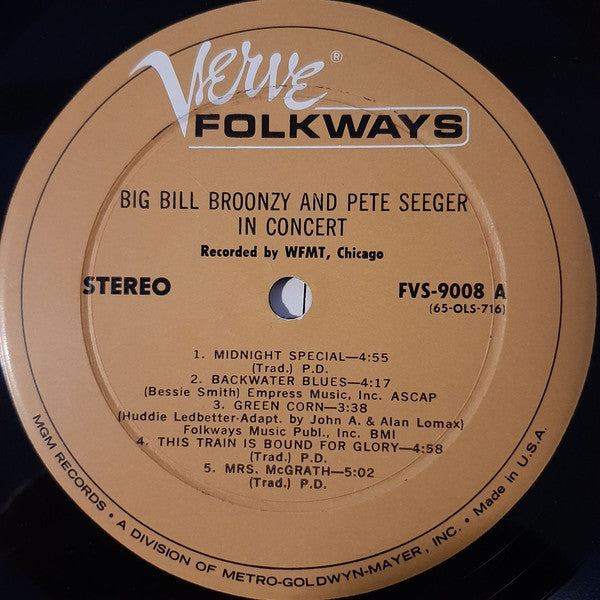 Verve ®
FOLKWAYS
BIG BILL BROONZY AND PETE SEEGER
IN CONCERT
Recorded by WFMT, Chicago
STEREO
FVS-9008 A
(65-OLS-716)
1. MIDNIGHT SPECIAL—4:55
(Trad.) P.D.
2. BACKWATER BLUES—4:17
(Bessie Smith) Empress Music, Inc. ASCAP
3. GREEN CORN—3:38
(Huddie Ledbetter-Adapt. by John A. & Alan Lomax)
Folkways Music Publ., Inc. BMI
4. THIS TRAIN IS BOUND FOR GLORY—4:58
(Trad.) P.D.
5. MRS. McGRATH—5:02
(Trad.) P.D.
MGM RECORDS • A DIVISION OF METRO-GOLDWYN-MAYER, INC. • Made in U.S.A.